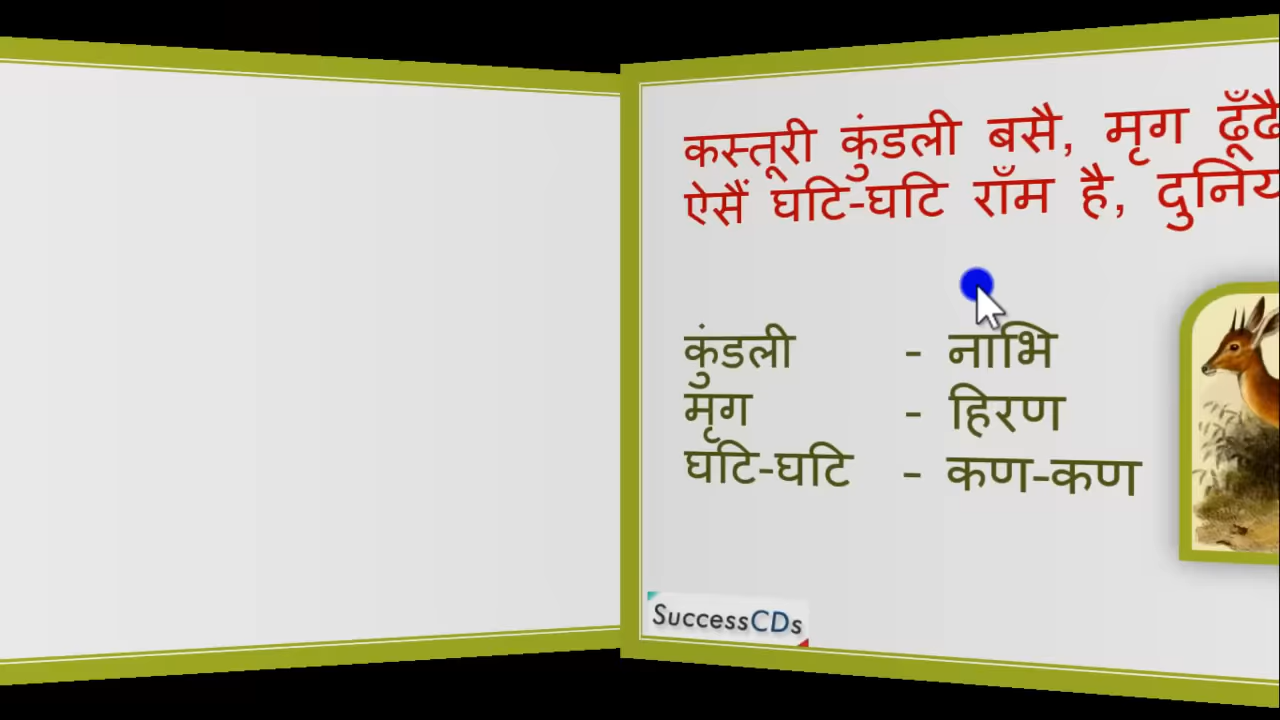 कस्तूरी कुंडली बसै, मृग ढूँढै
ऐसैं घटि-घटि राँम है,
कुंडली - नाभि
मृग - हिरण
घटि-घटि - कण-कण
SuccessCDs